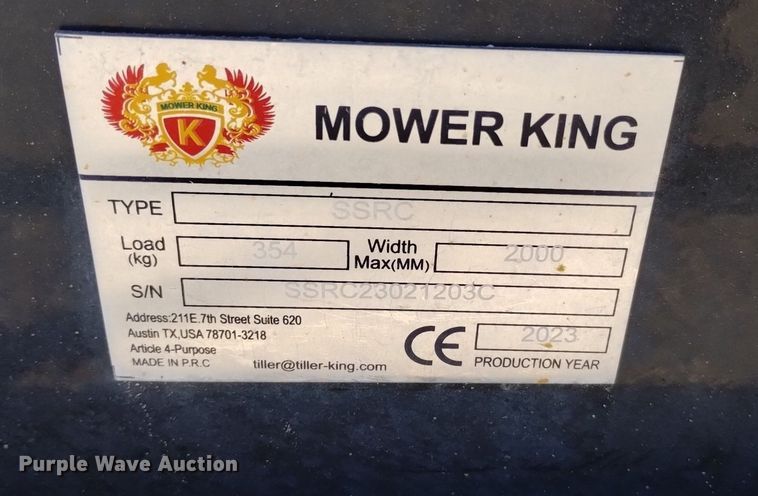 MOWER KING
K
MOWER KING
TYPE SSRC
Load (kg) 354 Width Max(MM) 2000
S/N SSRC23021203C
Address:211E.7th Street Suite 620
Austin TX,USA 78701-3218
Article 4-Purpose
MADE IN P.R.C tiller@tiller-king.com
CE 2023
PRODUCTION YEAR
Purple Wave Auction